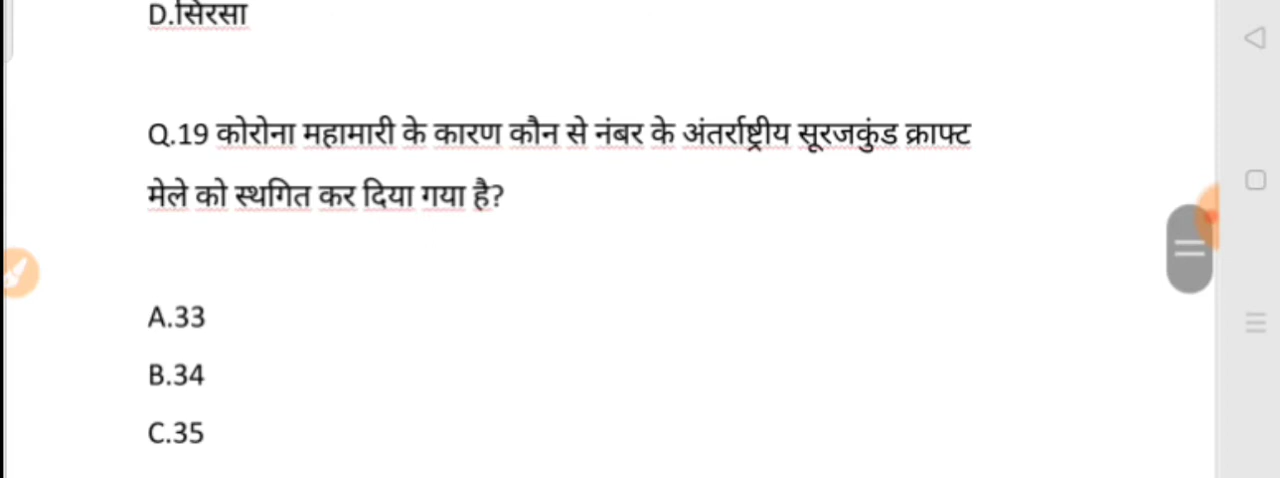 D.सिरसा
Q.19 कोरोना महामारी के कारण कौन से नंबर के अंतर्राष्ट्रीय सूरजकुंड क्राफ्ट
मेले को स्थगित कर दिया गया है?
A.33
B.34
C.35